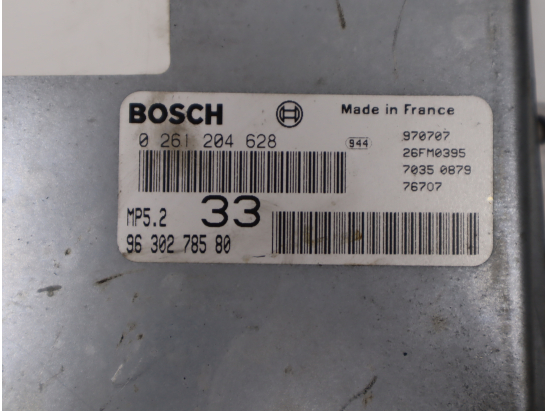 BOSCH Made in France
0 261 204 628 944 970707
26FM0395
7035 0879
76707
MP5.2 33
96 302 785 80